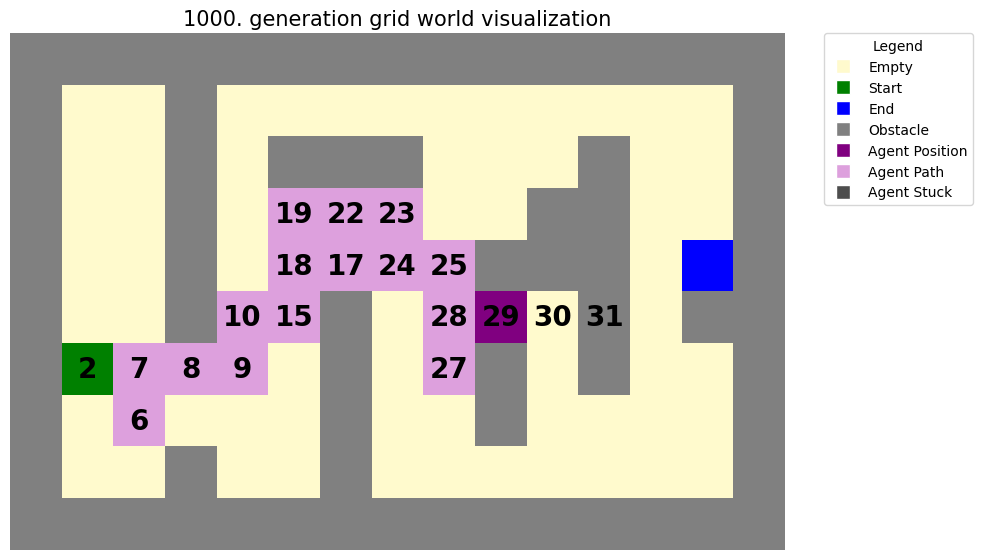 1000. generation grid world visualization
Legend
Empty
Start
End
Obstacle
Agent Position
Agent Path
Agent Stuck
19 22 23
18 17 24 25
10 15 28 29 30 31
2 7 8 9 27
6